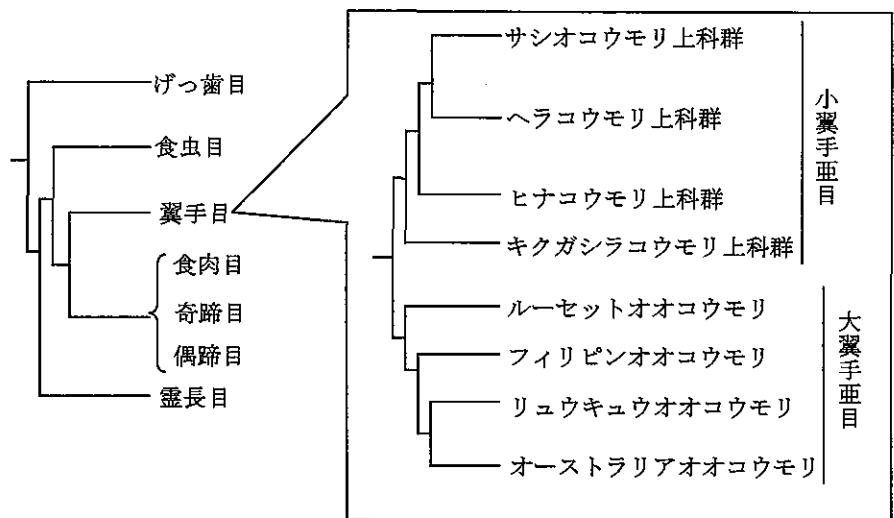 げっ歯目
食虫目
翼手目
食肉目
奇蹄目
偶蹄目
霊長目
サシオコウモリ上科群
ヘラコウモリ上科群
ヒナコウモリ上科群
キクガシラコウモリ上科群
小翼手亜目
ルーセットオオコウモリ
フィリピンオオコウモリ
リュウキュウオオコウモリ
オーストラリアオオコウモリ
大翼手亜目